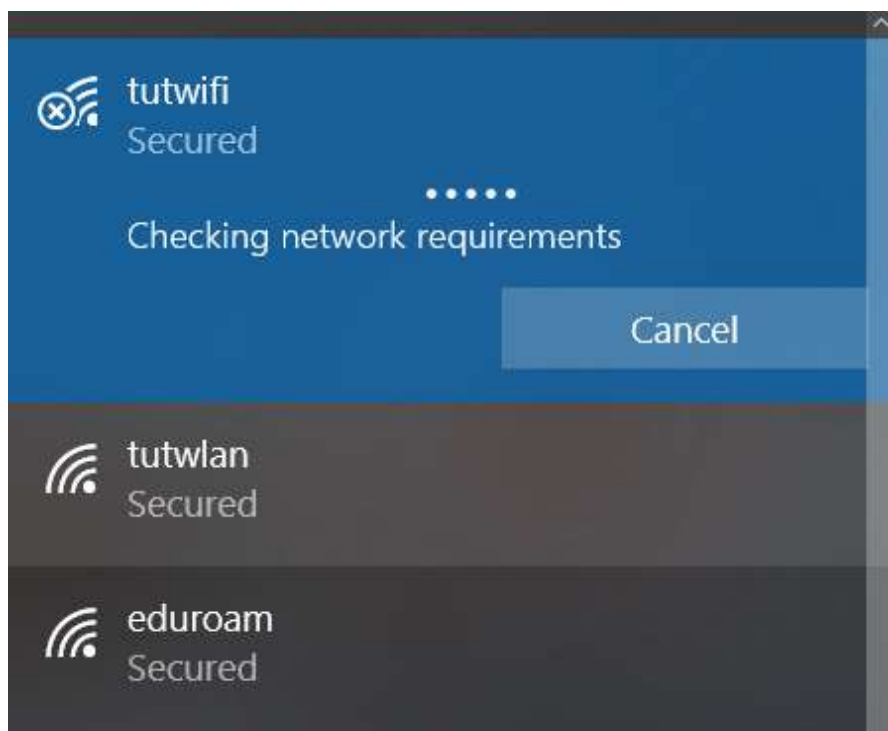 tutwifi
Secured
Checking network requirements
Cancel
tutwlan
Secured
eduroam
Secured